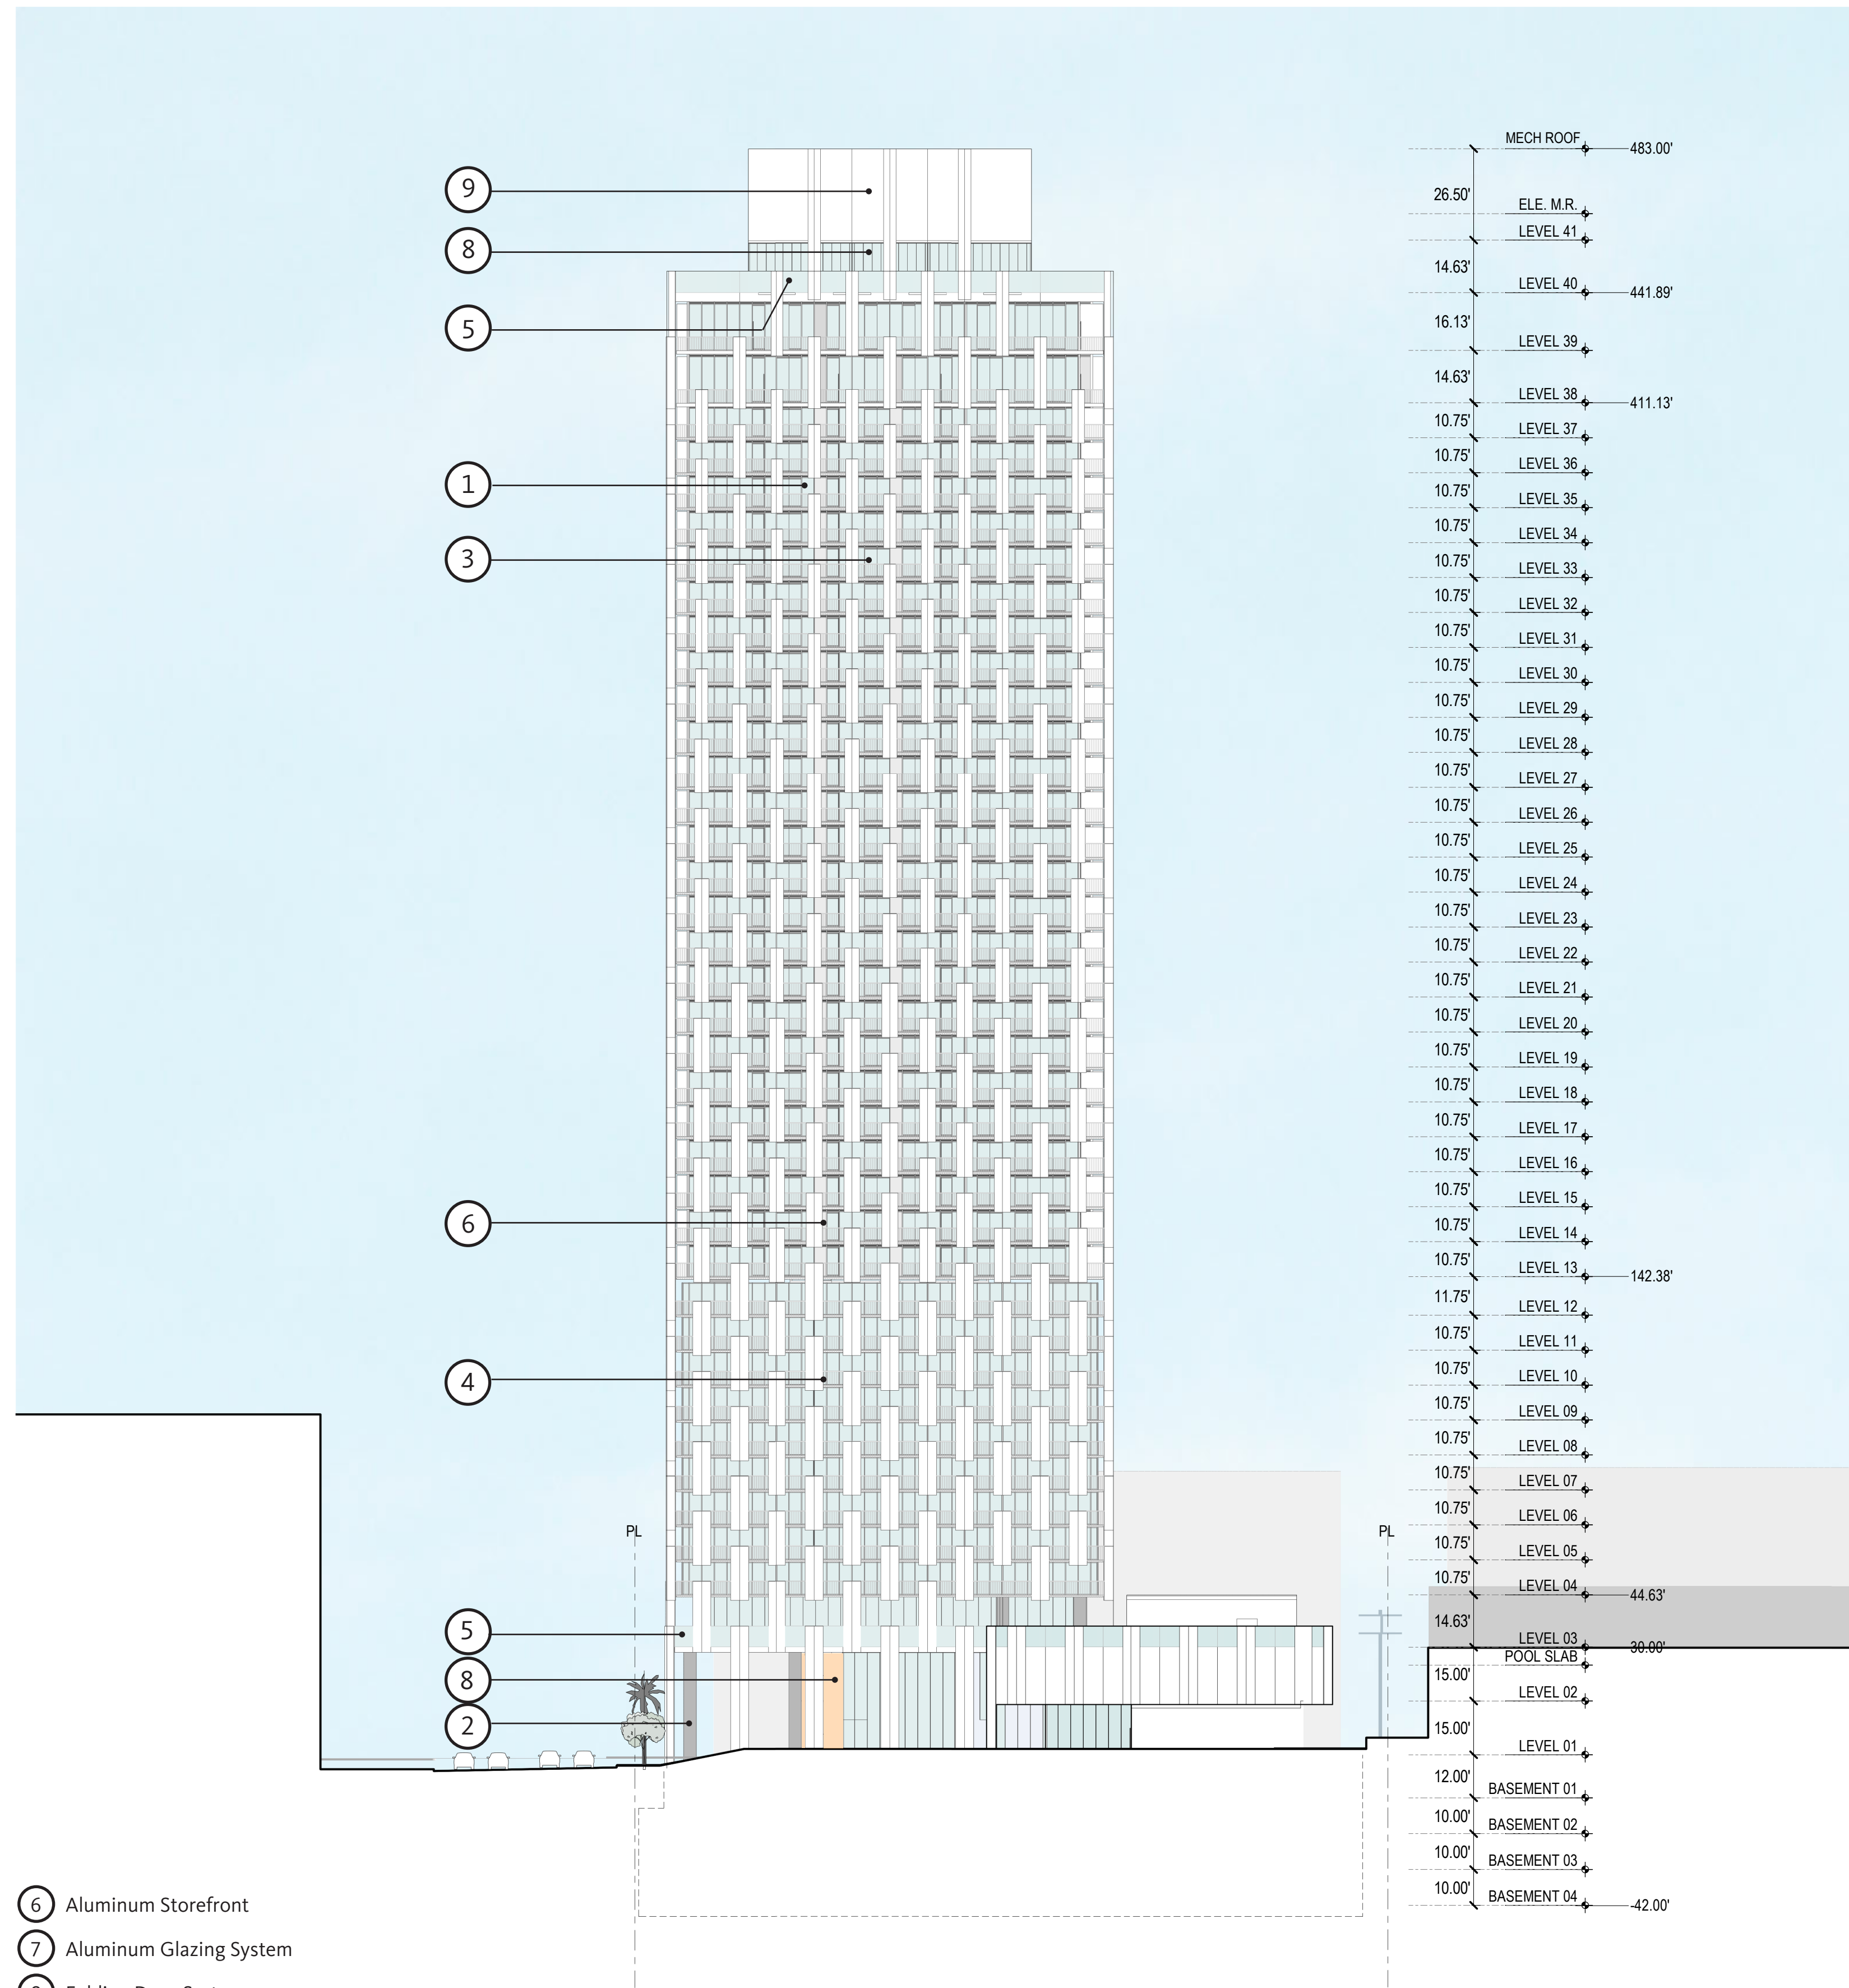 MECH ROOF 483.00'
9
26.50'
ELE. M.R.
LEVEL 41
8
14.63'
LEVEL 40 441.89'
5
16.13'
LEVEL 39
14.63'
LEVEL 38 411.13'
10.75'
LEVEL 37
10.75'
LEVEL 36
1
10.75'
LEVEL 35
10.75'
LEVEL 34
3
10.75'
LEVEL 33
10.75'
LEVEL 32
10.75'
LEVEL 31
10.75'
LEVEL 30
10.75'
LEVEL 29
10.75'
LEVEL 28
10.75'
LEVEL 27
10.75'
LEVEL 26
10.75'
LEVEL 25
10.75'
LEVEL 24
10.75'
LEVEL 23
10.75'
LEVEL 22
10.75'
LEVEL 21
10.75'
LEVEL 20
10.75'
LEVEL 19
10.75'
LEVEL 18
10.75'
LEVEL 17
10.75'
LEVEL 16
10.75'
LEVEL 15
6
10.75'
LEVEL 14
10.75'
LEVEL 13 142.38'
11.75'
LEVEL 12
10.75'
LEVEL 11
10.75'
LEVEL 10
4
10.75'
LEVEL 09
10.75'
LEVEL 08
10.75'
LEVEL 07
10.75'
LEVEL 06
PL PL
10.75'
LEVEL 05
10.75'
LEVEL 04 44.63'
14.63'
5
LEVEL 03 30.00'
POOL SLAB
15.00'
8
LEVEL 02
2
15.00'
LEVEL 01
12.00'
BASEMENT 01
10.00'
BASEMENT 02
10.00'
BASEMENT 03
10.00'
BASEMENT 04 -42.00'
6 Aluminum Storefront
7 Aluminum Glazing System